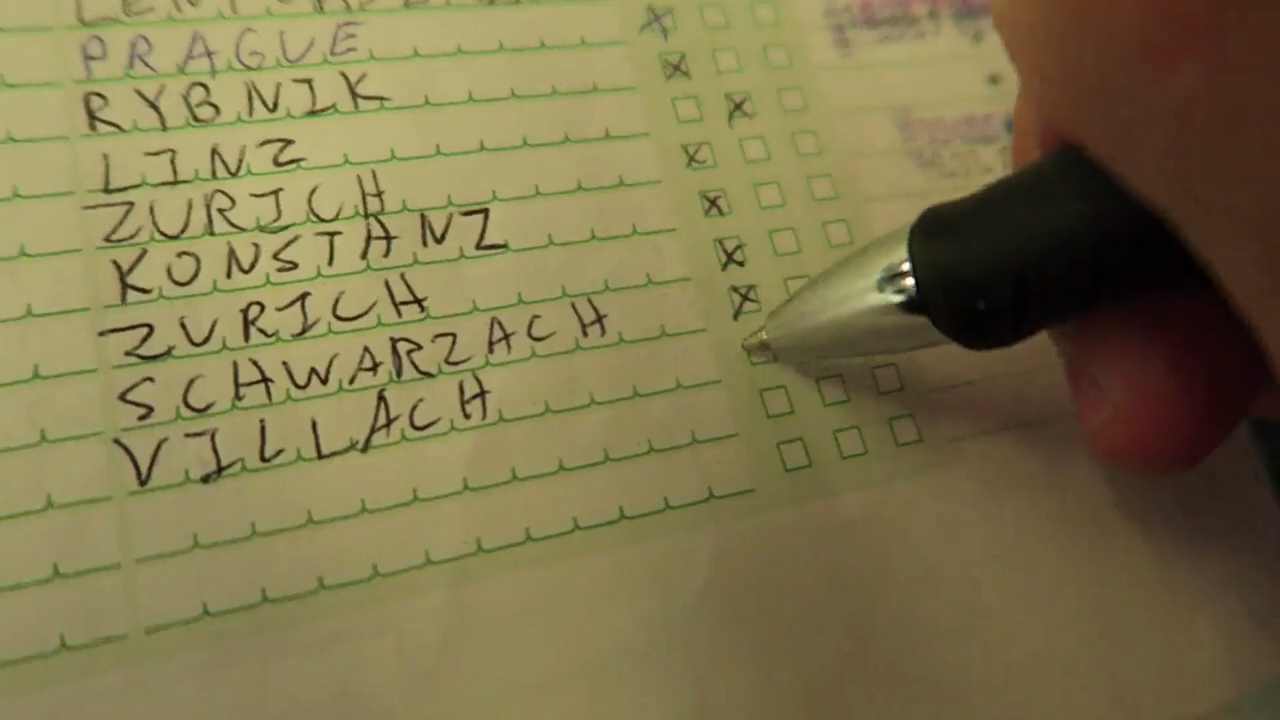 PRAGUE
RYBNIK
LINZ
ZURICH
KONSTANZ
ZURICH
SCHWARZACH
VILLACH